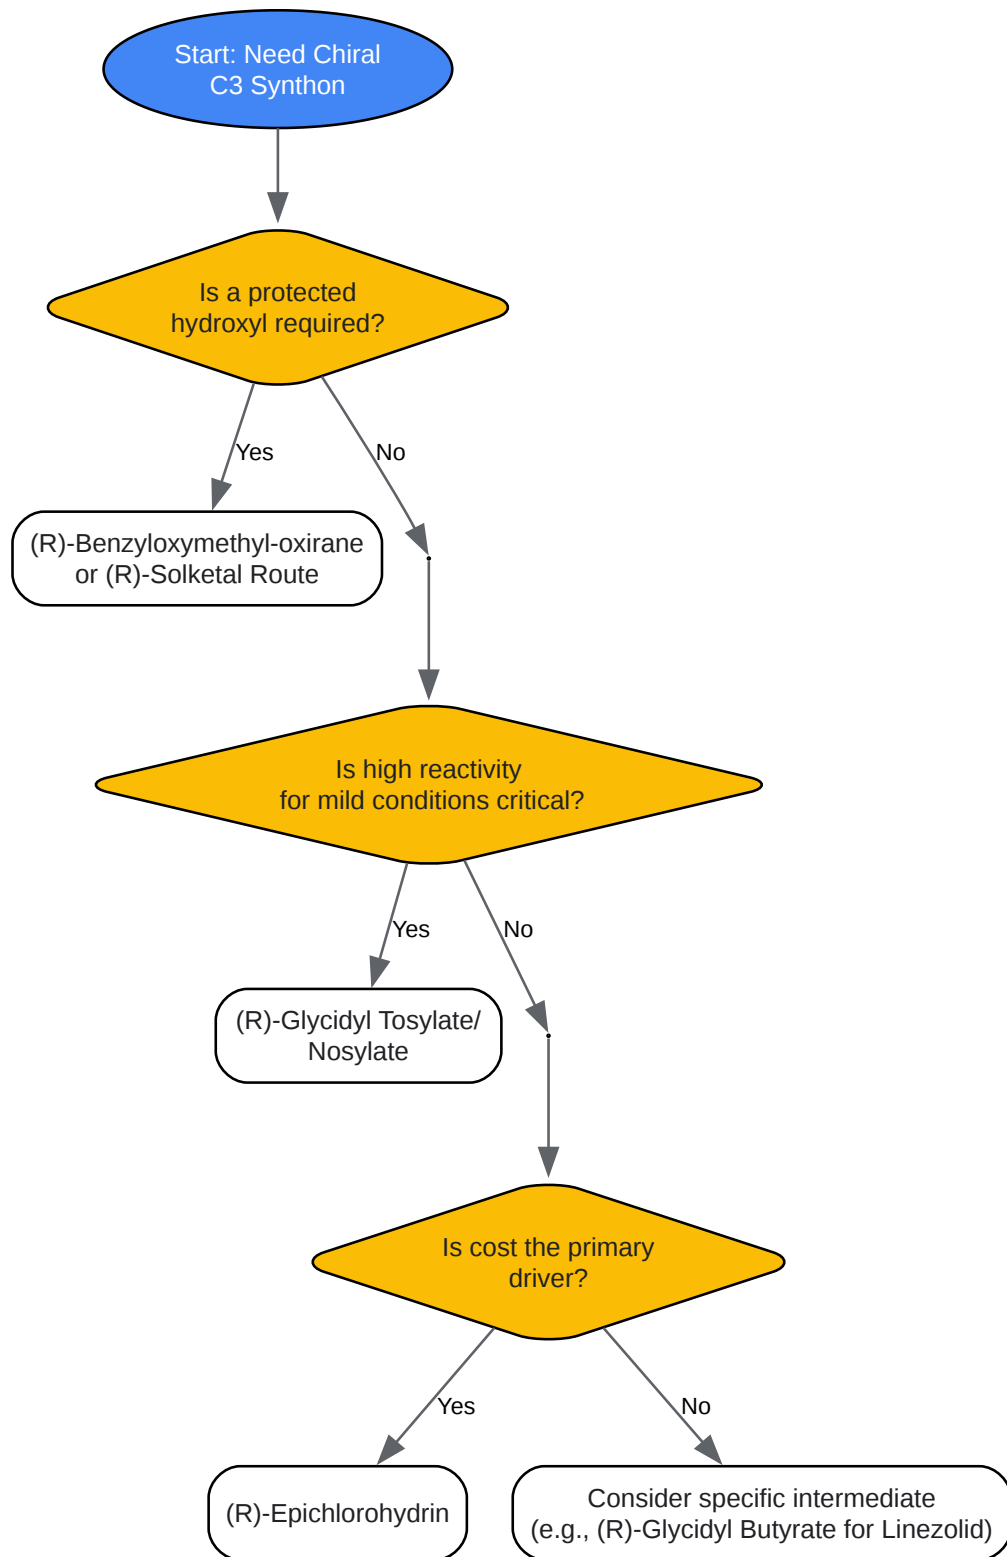 Start: Need Chiral
C3 Synthon
Is a protected
hydroxyl required?
Yes
No
(R)-Benzyloxymethyl-oxirane
or (R)-Solketal Route
Is high reactivity
for mild conditions critical?
Yes
No
(R)-Glycidyl Tosylate/
Nosylate
Is cost the primary
driver?
Yes
No
(R)-Epichlorohydrin
Consider specific intermediate
(e.g., (R)-Glycidyl Butyrate for Linezolid)